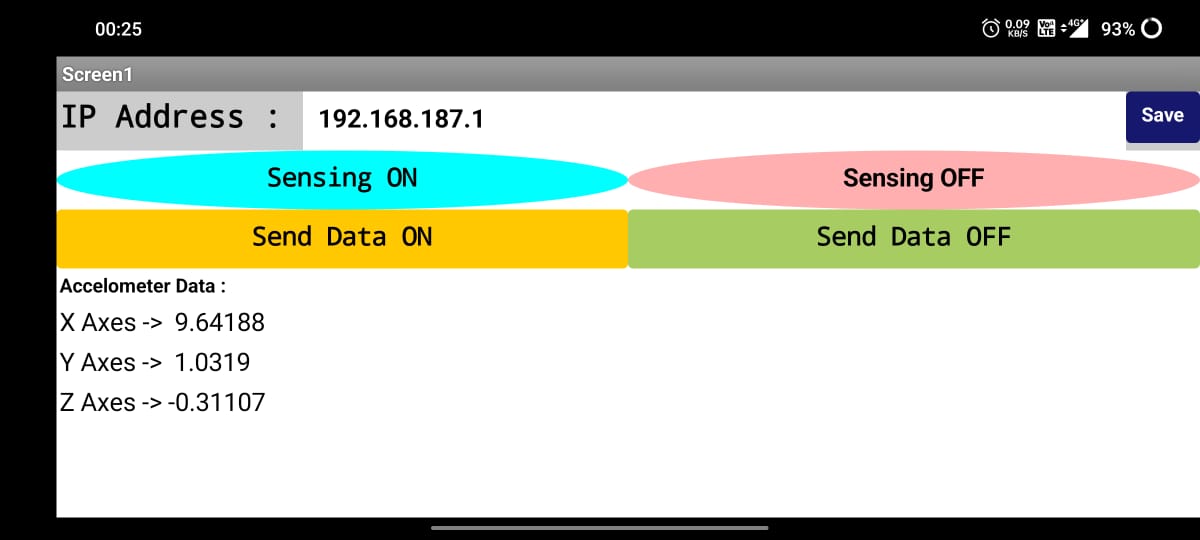 00:25
0.09 KB/S Vo)) LTE 4G+ 93%
Screen1
IP Address : 192.168.187.1 Save
Sensing ON Sensing OFF
Send Data ON Send Data OFF
Accelometer Data :
X Axes -> 9.64188
Y Axes -> 1.0319
Z Axes -> -0.31107